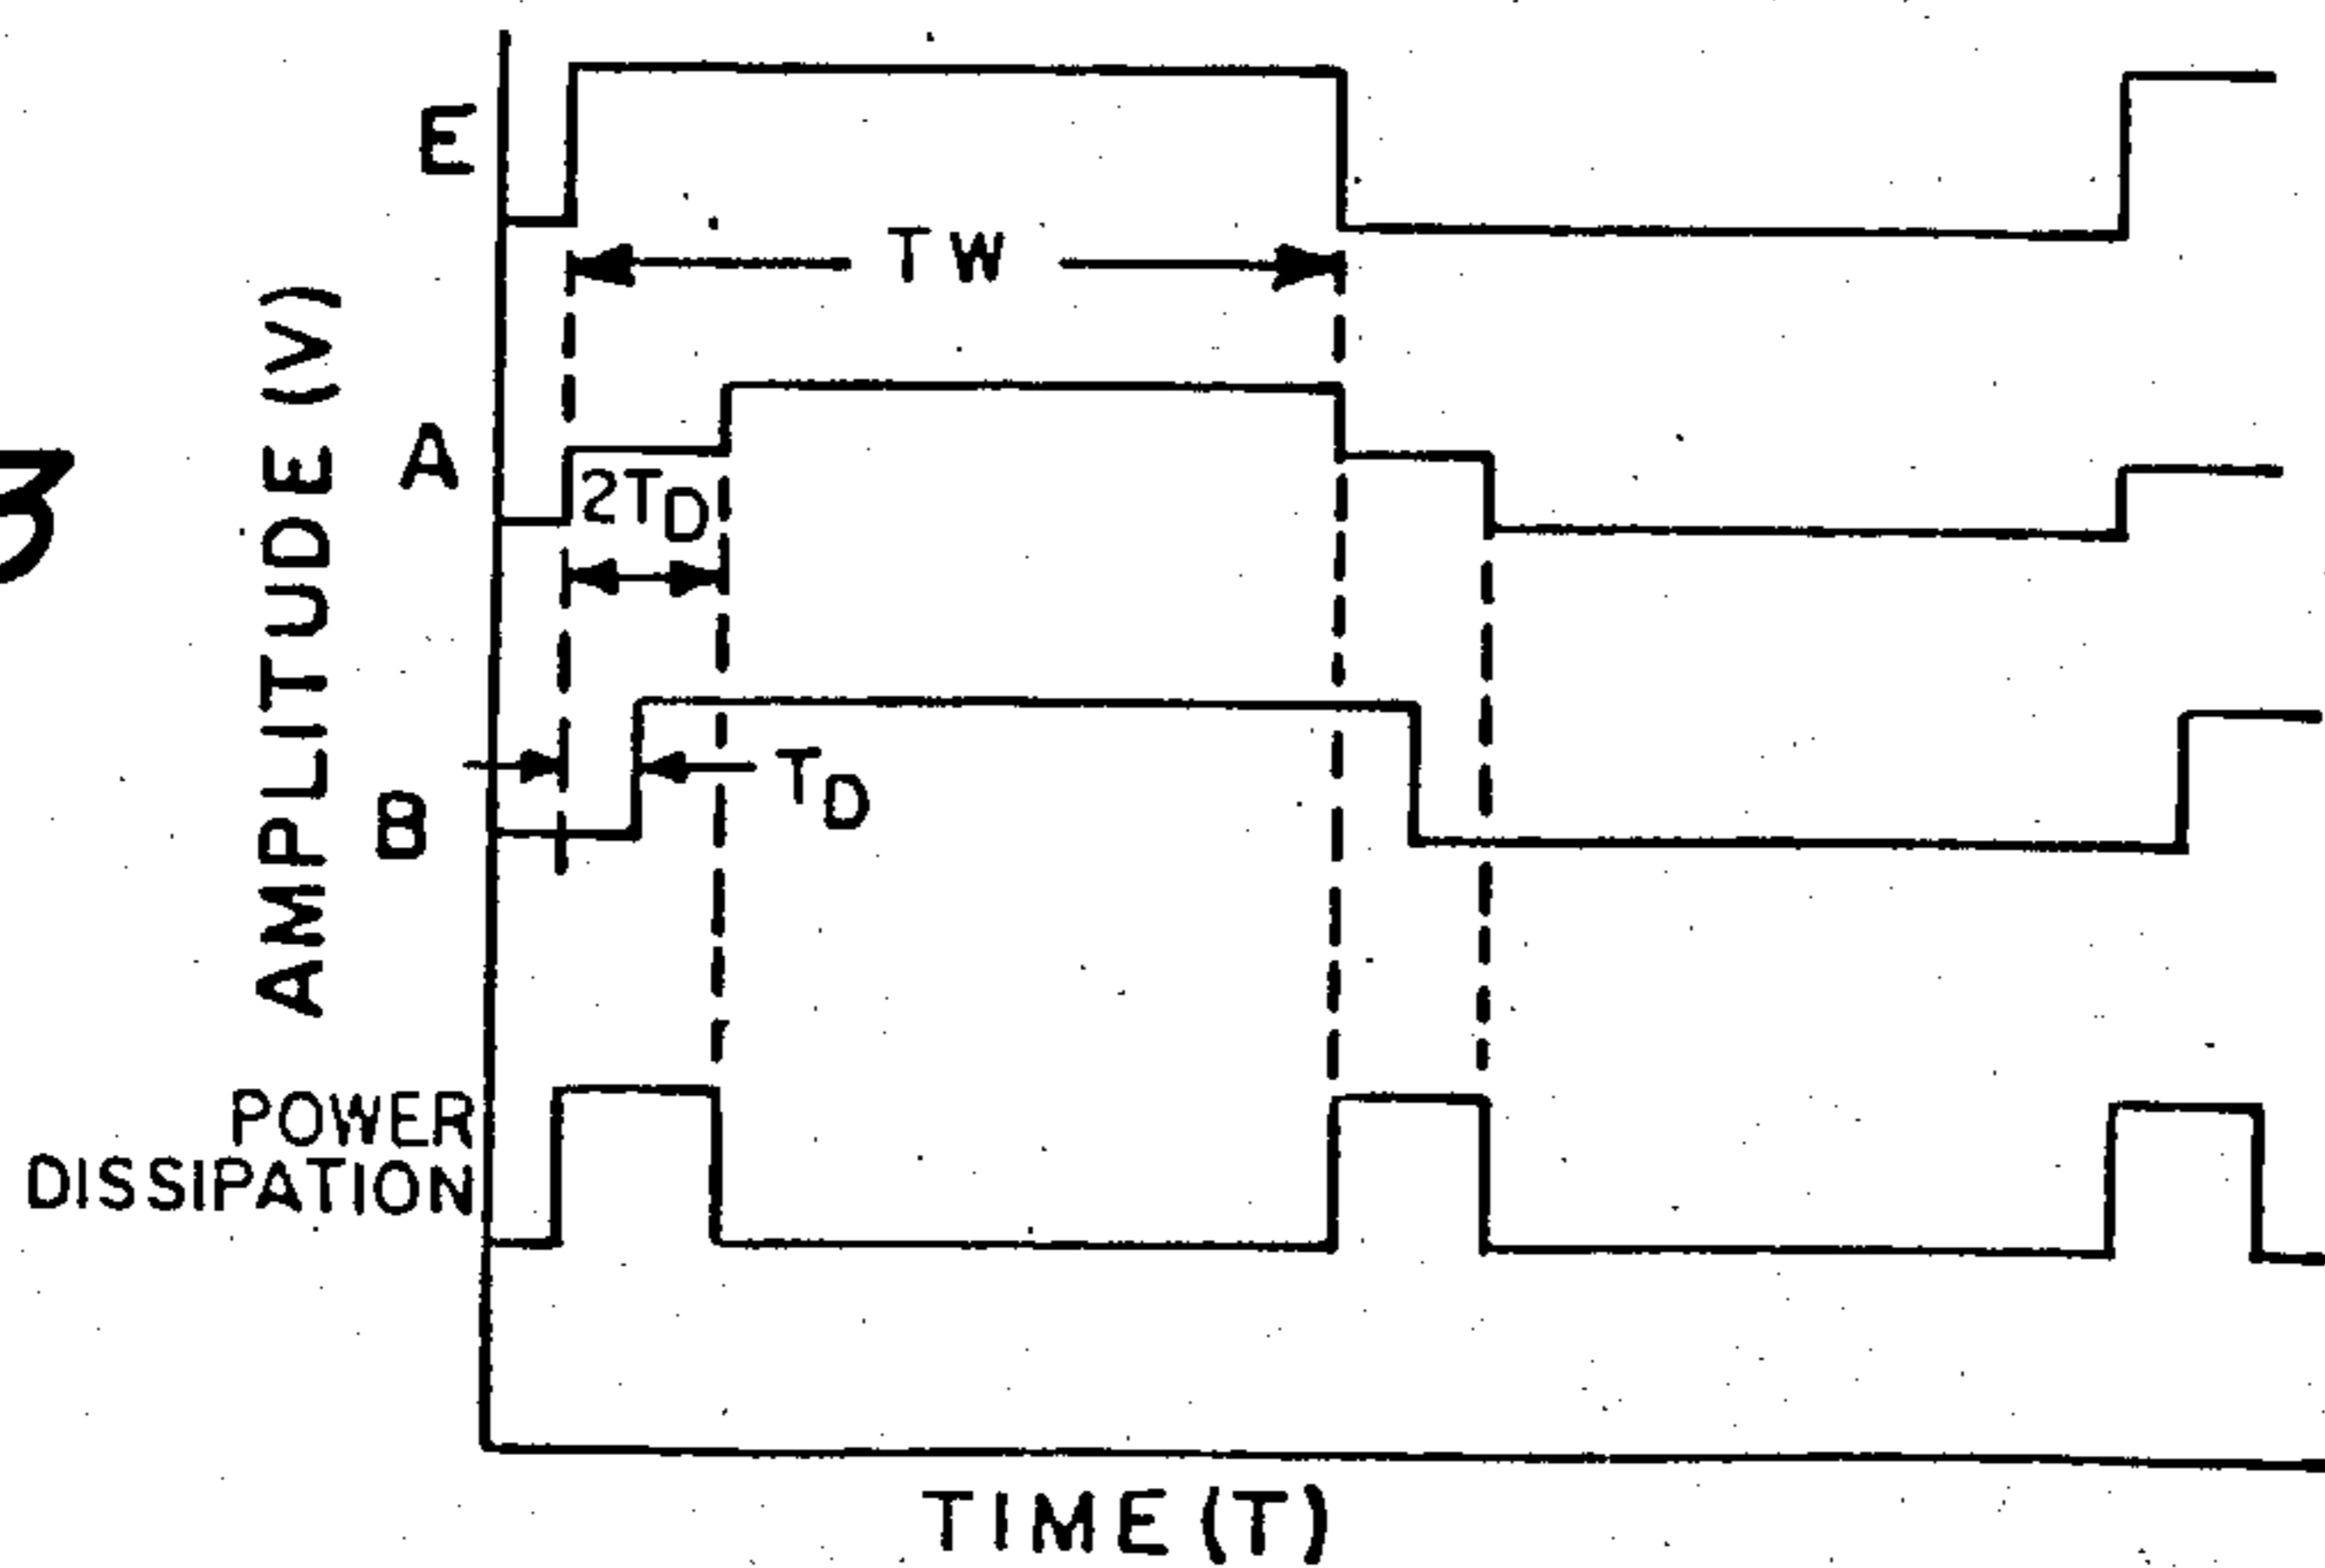 3
AMPLITUDE (V)
E
TW
A
2TD
B
TD
POWER
DISSIPATION
TIME (T)